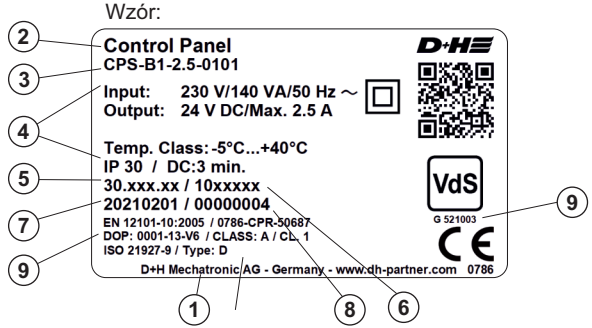 Wzór:
2
Control Panel
D+H
3
CPS-B1-2.5-0101
Input: 230 V/140 VA/50 Hz ~
Output: 24 V DC/Max. 2.5 A
4
Temp. Class: -5°C...+40°C
IP 30 / DC:3 min.
5
30.xxx.xx / 10xxxxx
VdS
7
20210201 / 00000004
9
G 521003
EN 12101-10:2005 / 0786-CPR-50687
DOP: 0001-13-V6 / CLASS: A / CL. 1
CE
9
ISO 21927-9 / Type: D
D+H Mechatronic AG - Germany - www.dh-partner.com 0786
1
8
6